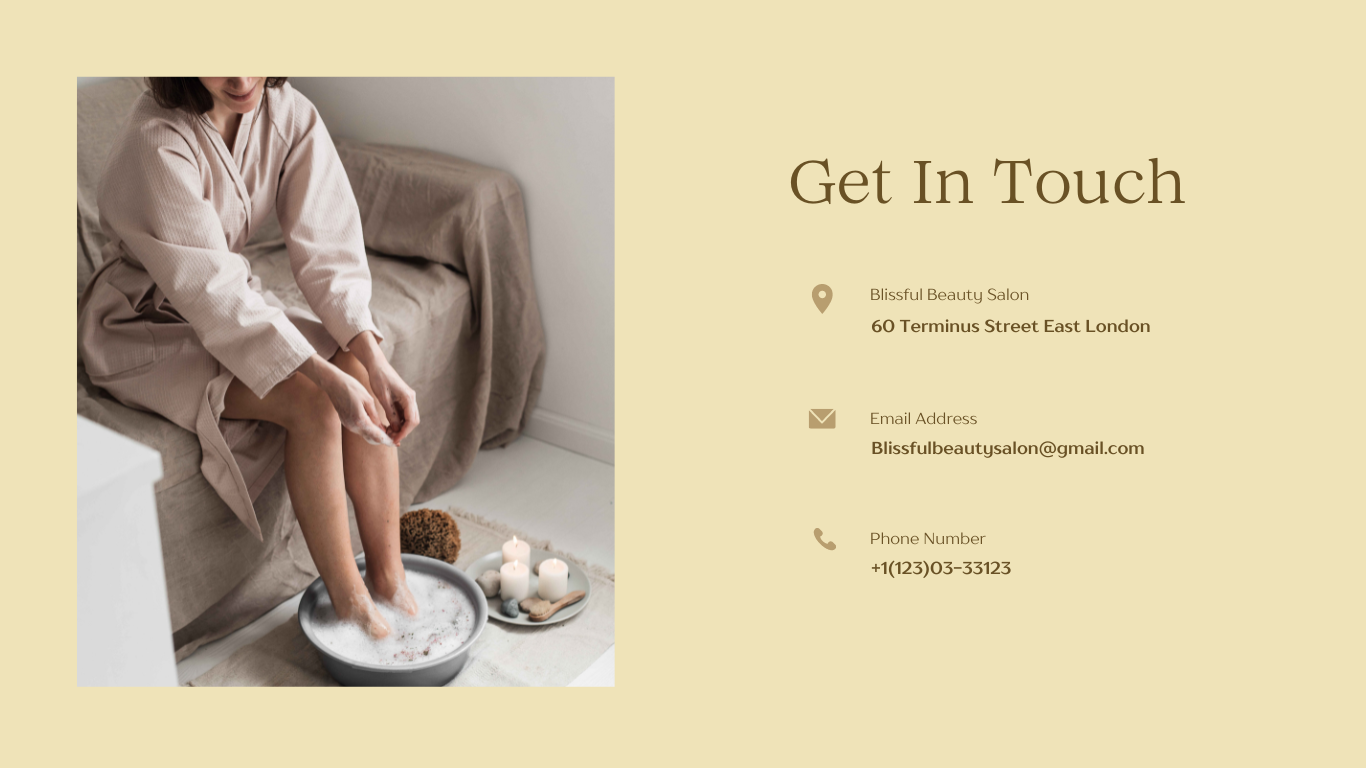 Get In Touch
Blissful Beauty Salon
60 Terminus Street East London
Email Address
Blissfulbeautysalon@gmail.com
Phone Number
+1(123)03-33123